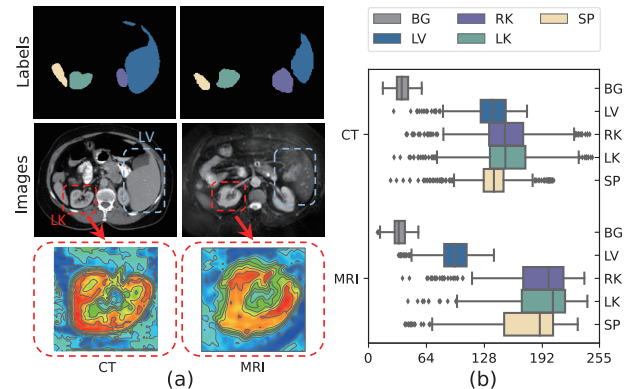 Labels
Images
LV
LK
CT
MRI
(a)
BG
RK
SP
LV
LK
CT
BG
LV
RK
LK
SP
MRI
BG
LV
RK
LK
SP
0
64
128
192
255
(b)